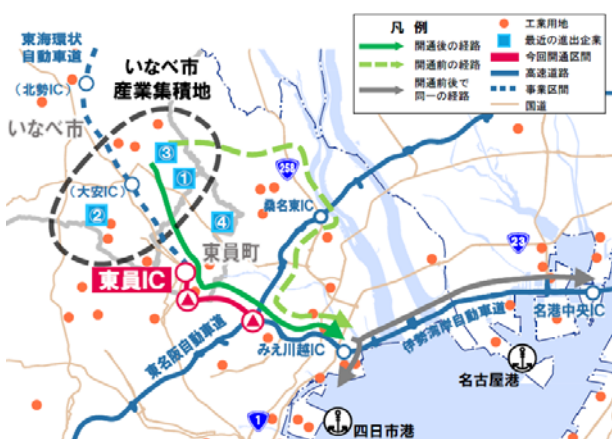 凡 例
開通後の経路
開通前の経路
開通前後で
同一の経路
工業用地
最近の進出企業
今回開通区間
高速道路
事業区間
国道
東海環状
自動車道
(北勢IC)
いなべ市
いなべ市
産業集積地
③
①
(大安IC)
②
④
東員町
258
桑名東IC
23
東員IC
東名阪自動車道
みえ川越IC
伊勢湾岸自動車道
名港中央IC
名古屋港
1
四日市港